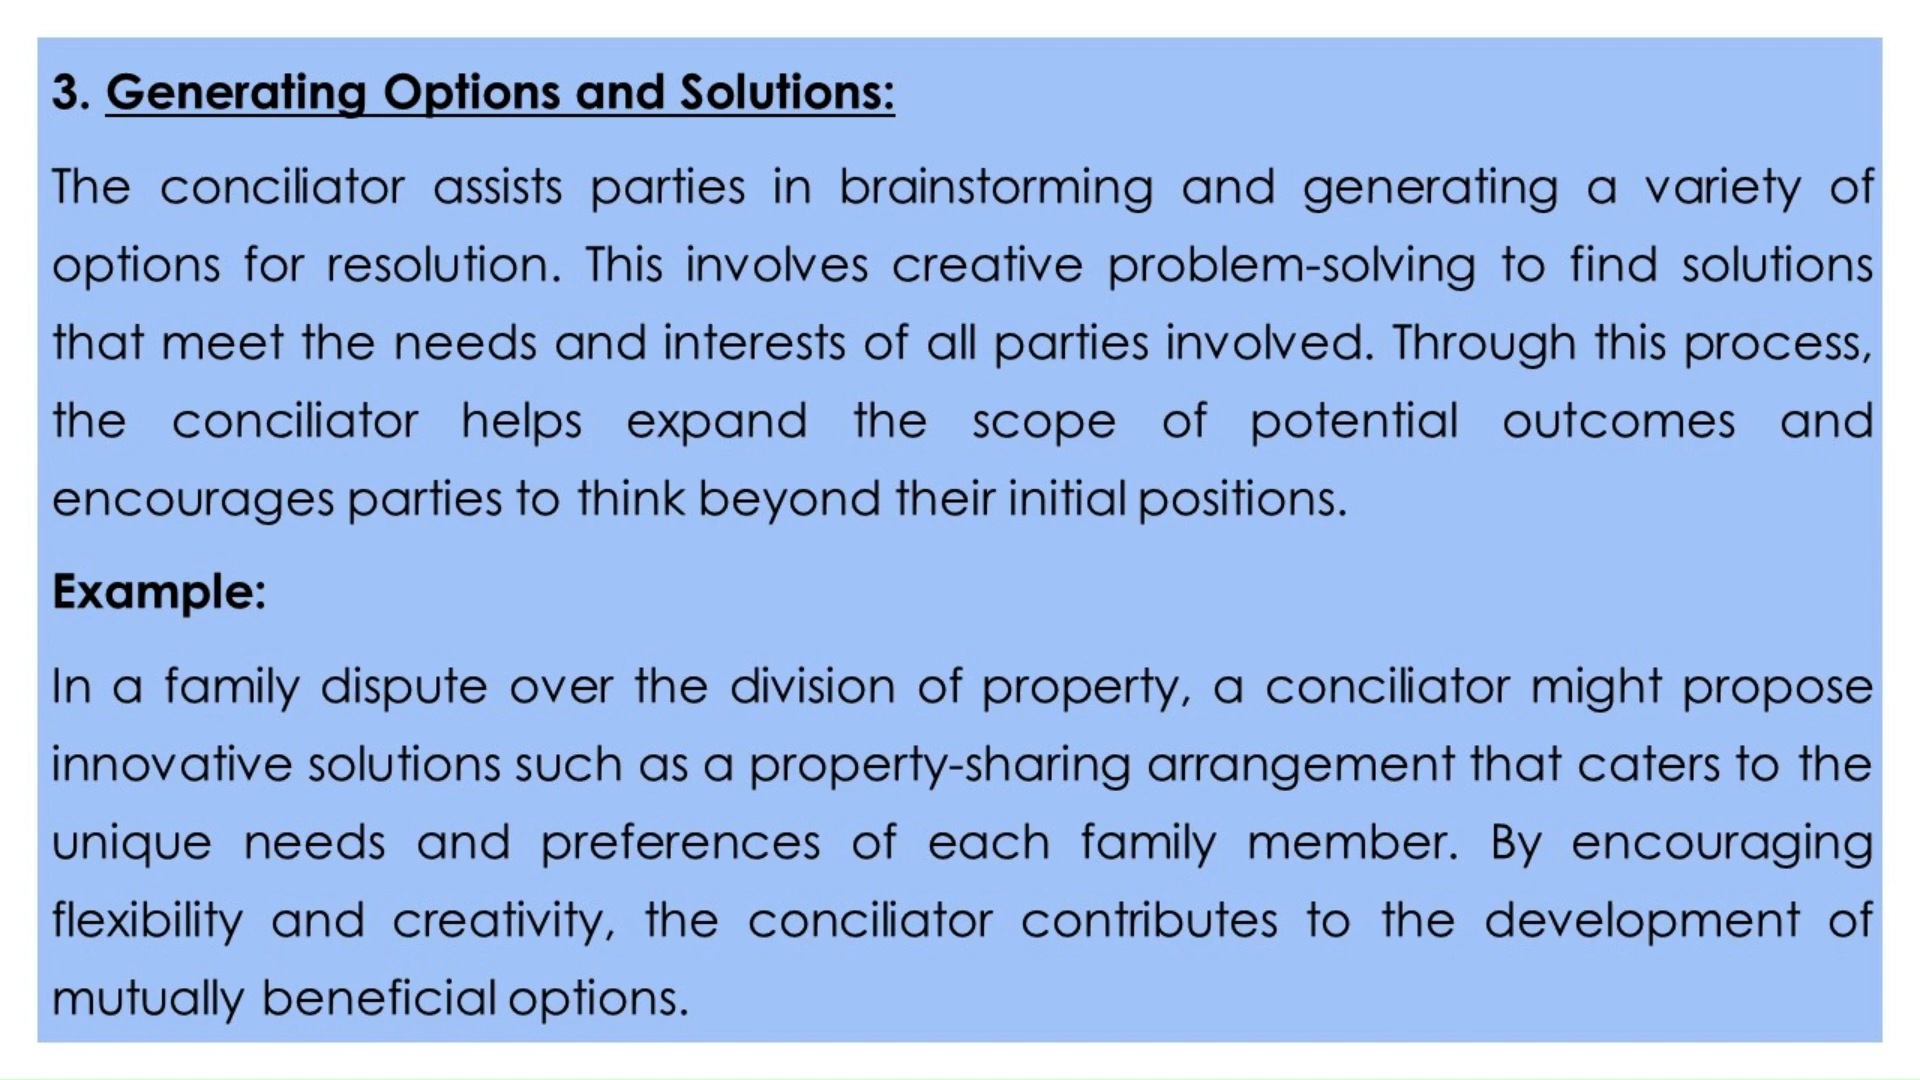 3. Generating Options and Solutions:
The conciliator assists parties in brainstorming and generating a variety of
options for resolution. This involves creative problem-solving to find solutions
that meet the needs and interests of all parties involved. Through this process,
the conciliator helps expand the scope of potential outcomes and
encourages parties to think beyond their initial positions.
Example:
In a family dispute over the division of property, a conciliator might propose
innovative solutions such as a property-sharing arrangement that caters to the
unique needs and preferences of each family member. By encouraging
flexibility and creativity, the conciliator contributes to the development of
mutually beneficial options.